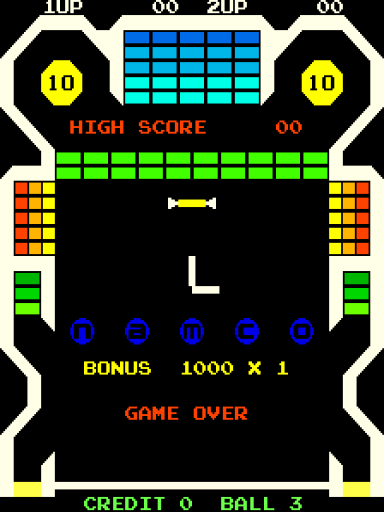 1UP 00 2UP 00
10 10
HIGH SCORE 00
namco
BONUS 1000 X 1
GAME OVER
CREDIT 0 BALL 3